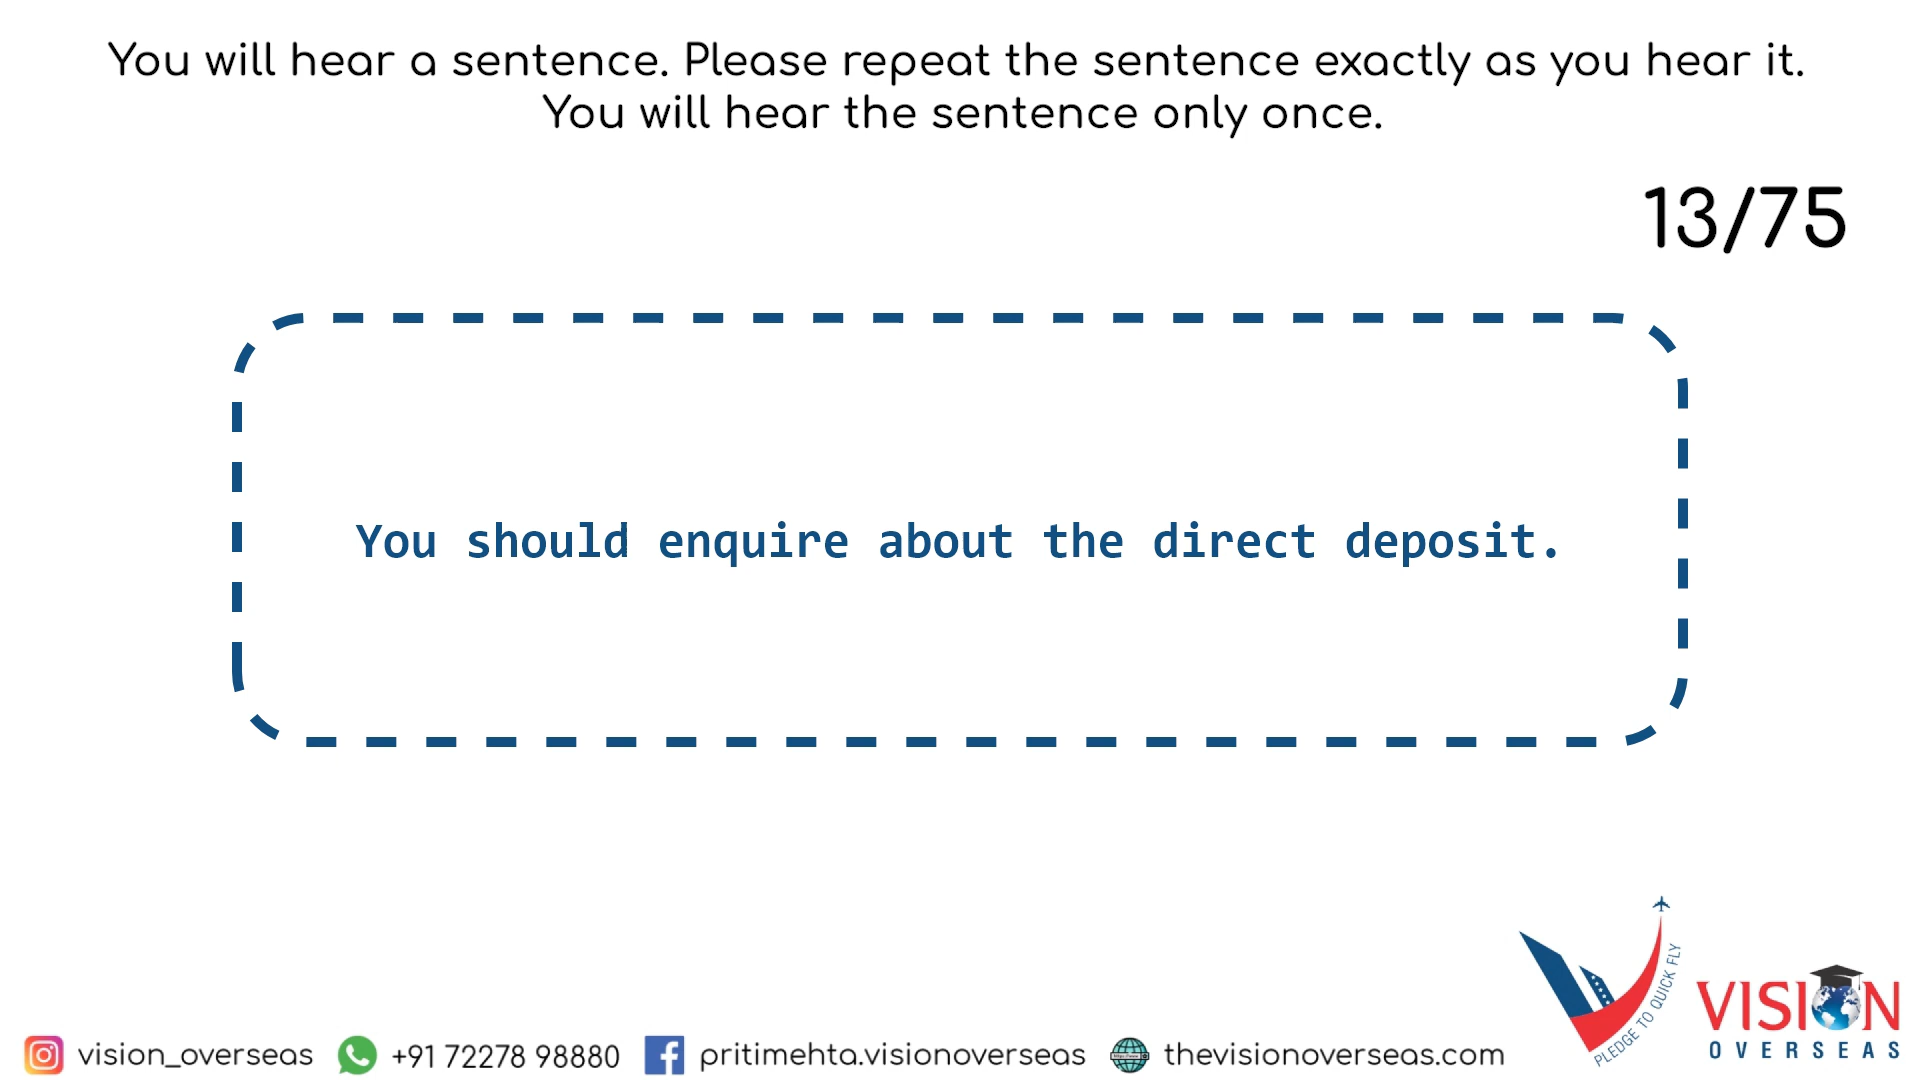 You will hear a sentence. Please repeat the sentence exactly as you hear it.
You will hear the sentence only once.
13/75
You should enquire about the direct deposit.
PLEDGE TO QUICK FLY
VISION
OVERSEAS
vision_overseas
+91 72278 98880
pritimehta.visionoverseas
thevisionoverseas.com